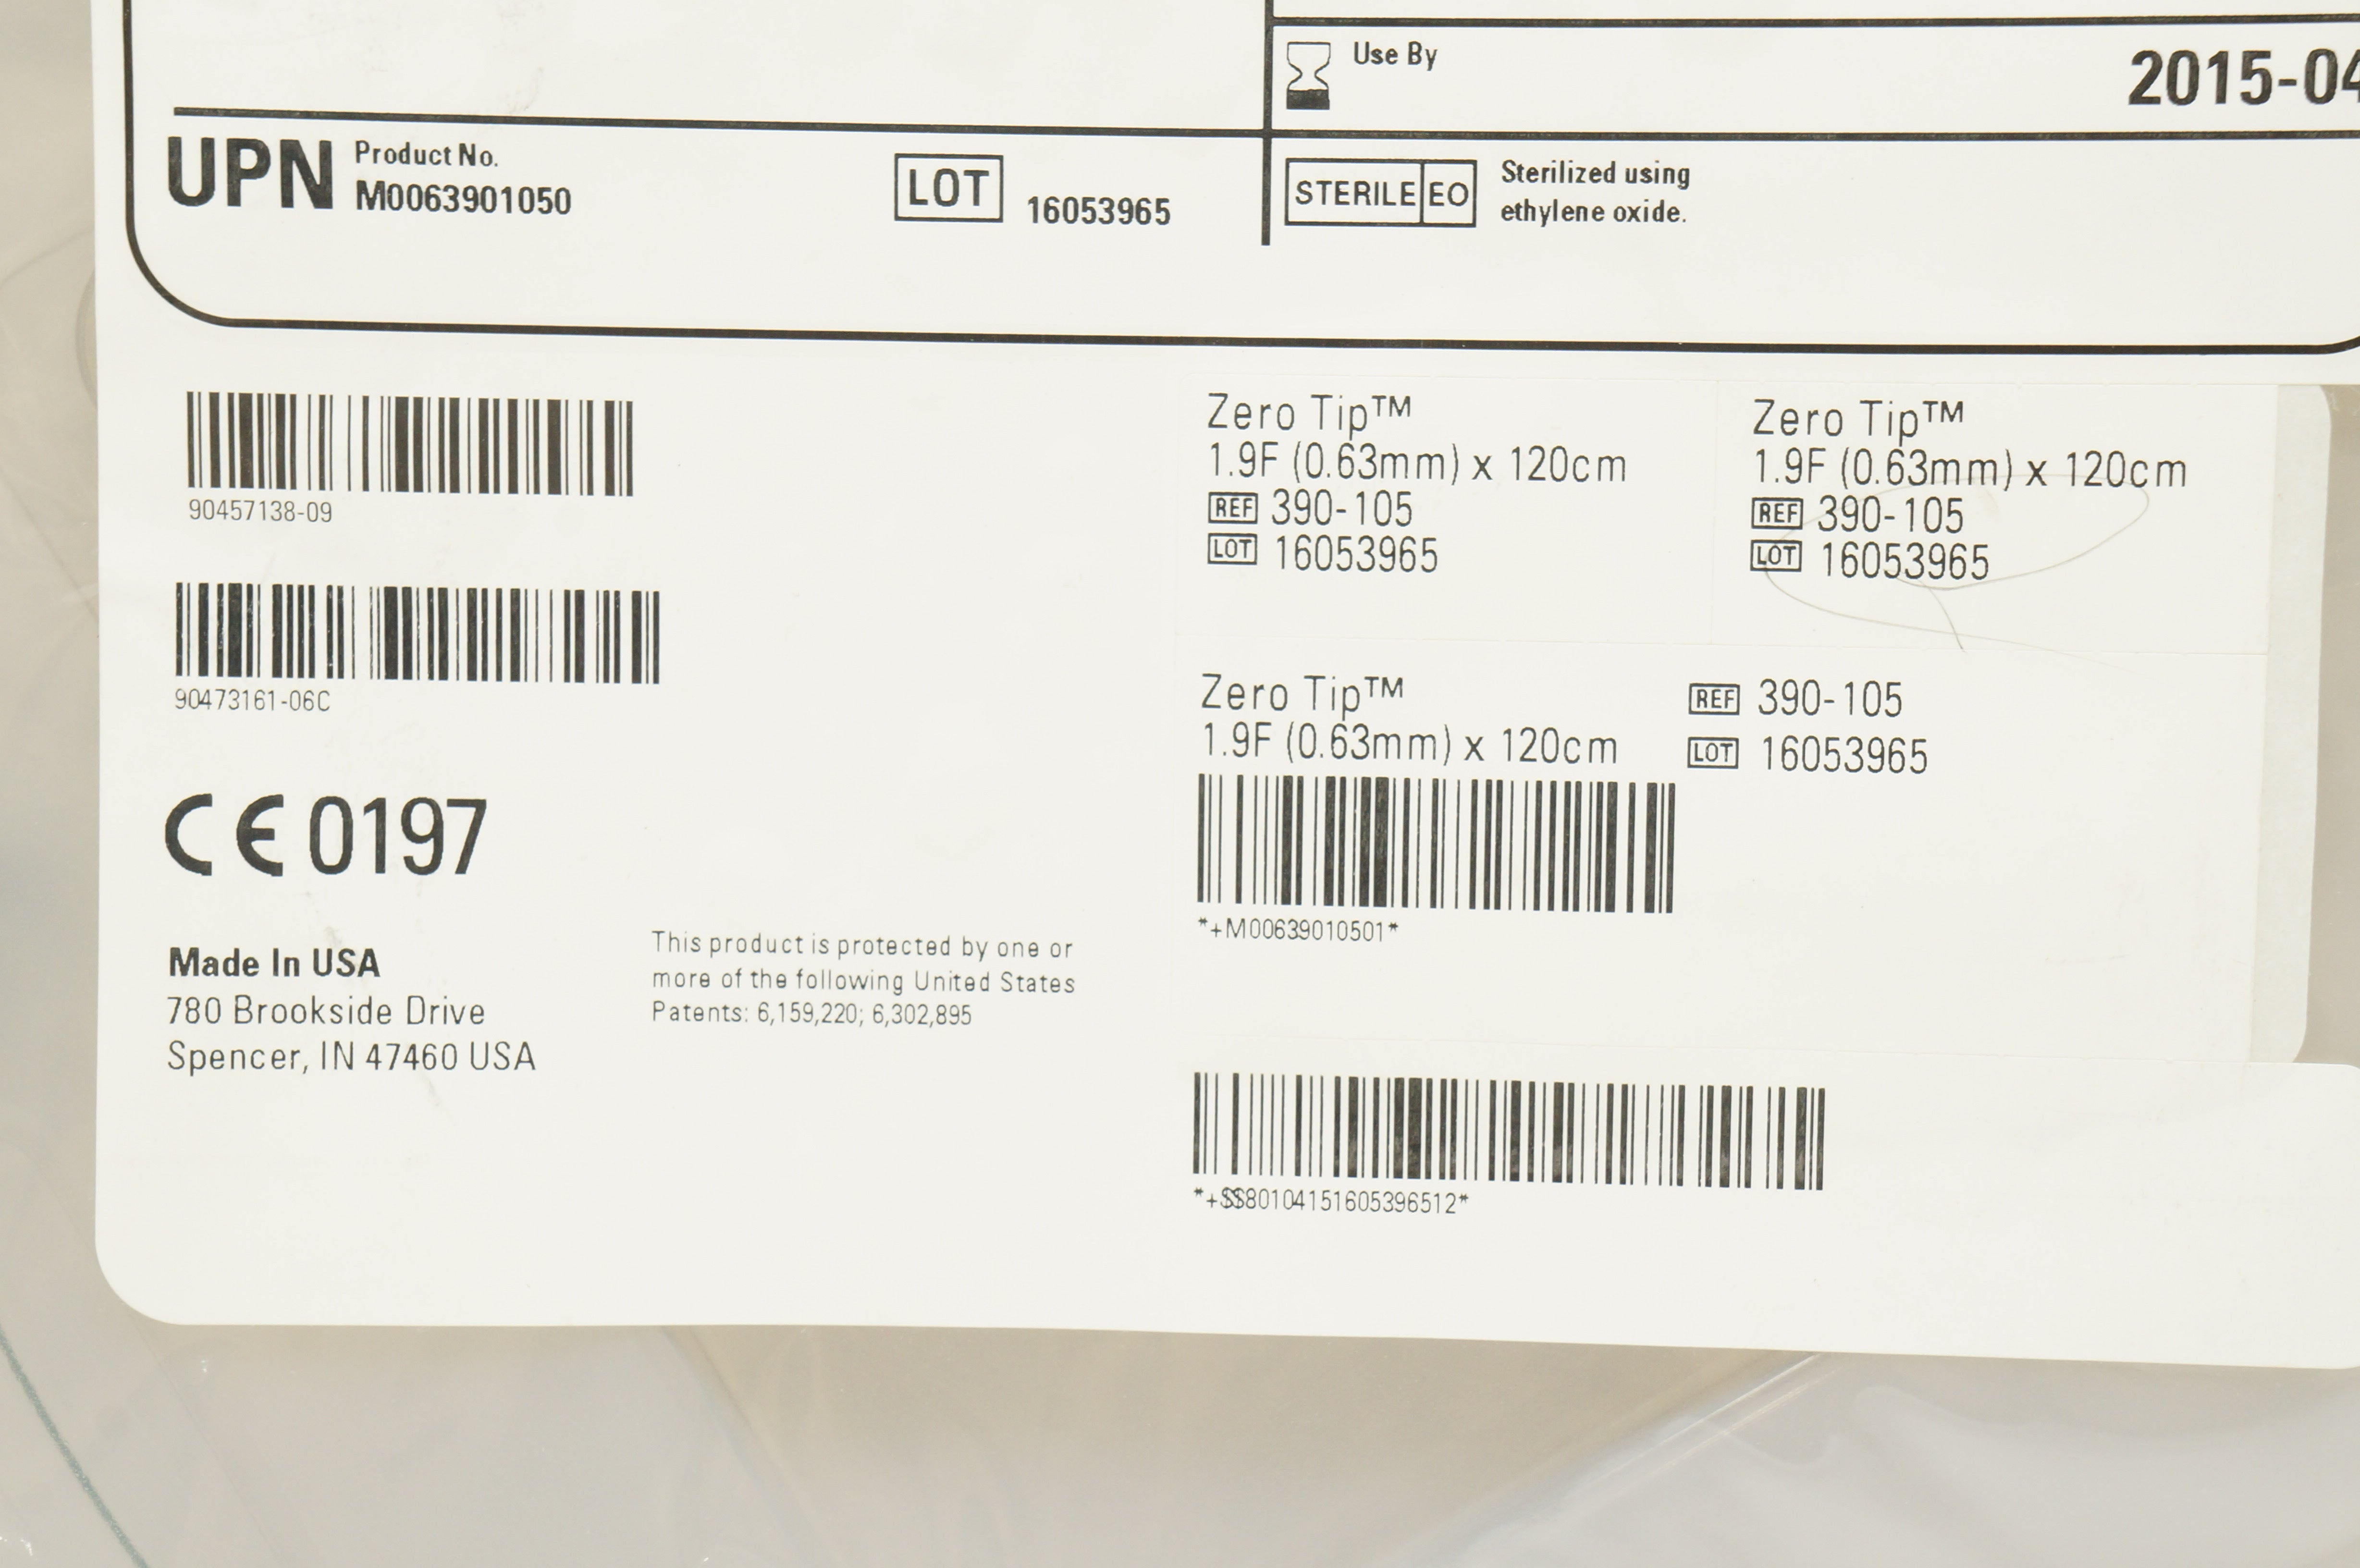 Use By
2015-04
UPN
Product No.
M0063901050
LOT 16053965
STERILE EO
Sterilized using
ethylene oxide.
90457138-09
90473161-06C
CE 0197
Made In USA
780 Brookside Drive
Spencer, IN 47460 USA
This product is protected by one or
more of the following United States
Patents: 6,159,220; 6,302,895
Zero Tip™
1.9F (0.63mm) x 120cm
REF 390-105
LOT 16053965
Zero Tip™
1.9F (0.63mm) x 120cm
REF 390-105
LOT 16053965
Zero Tip™
1.9F (0.63mm) x 120cm
REF 390-105
LOT 16053965
*+M00639010501*
*+$$80104151605396512*